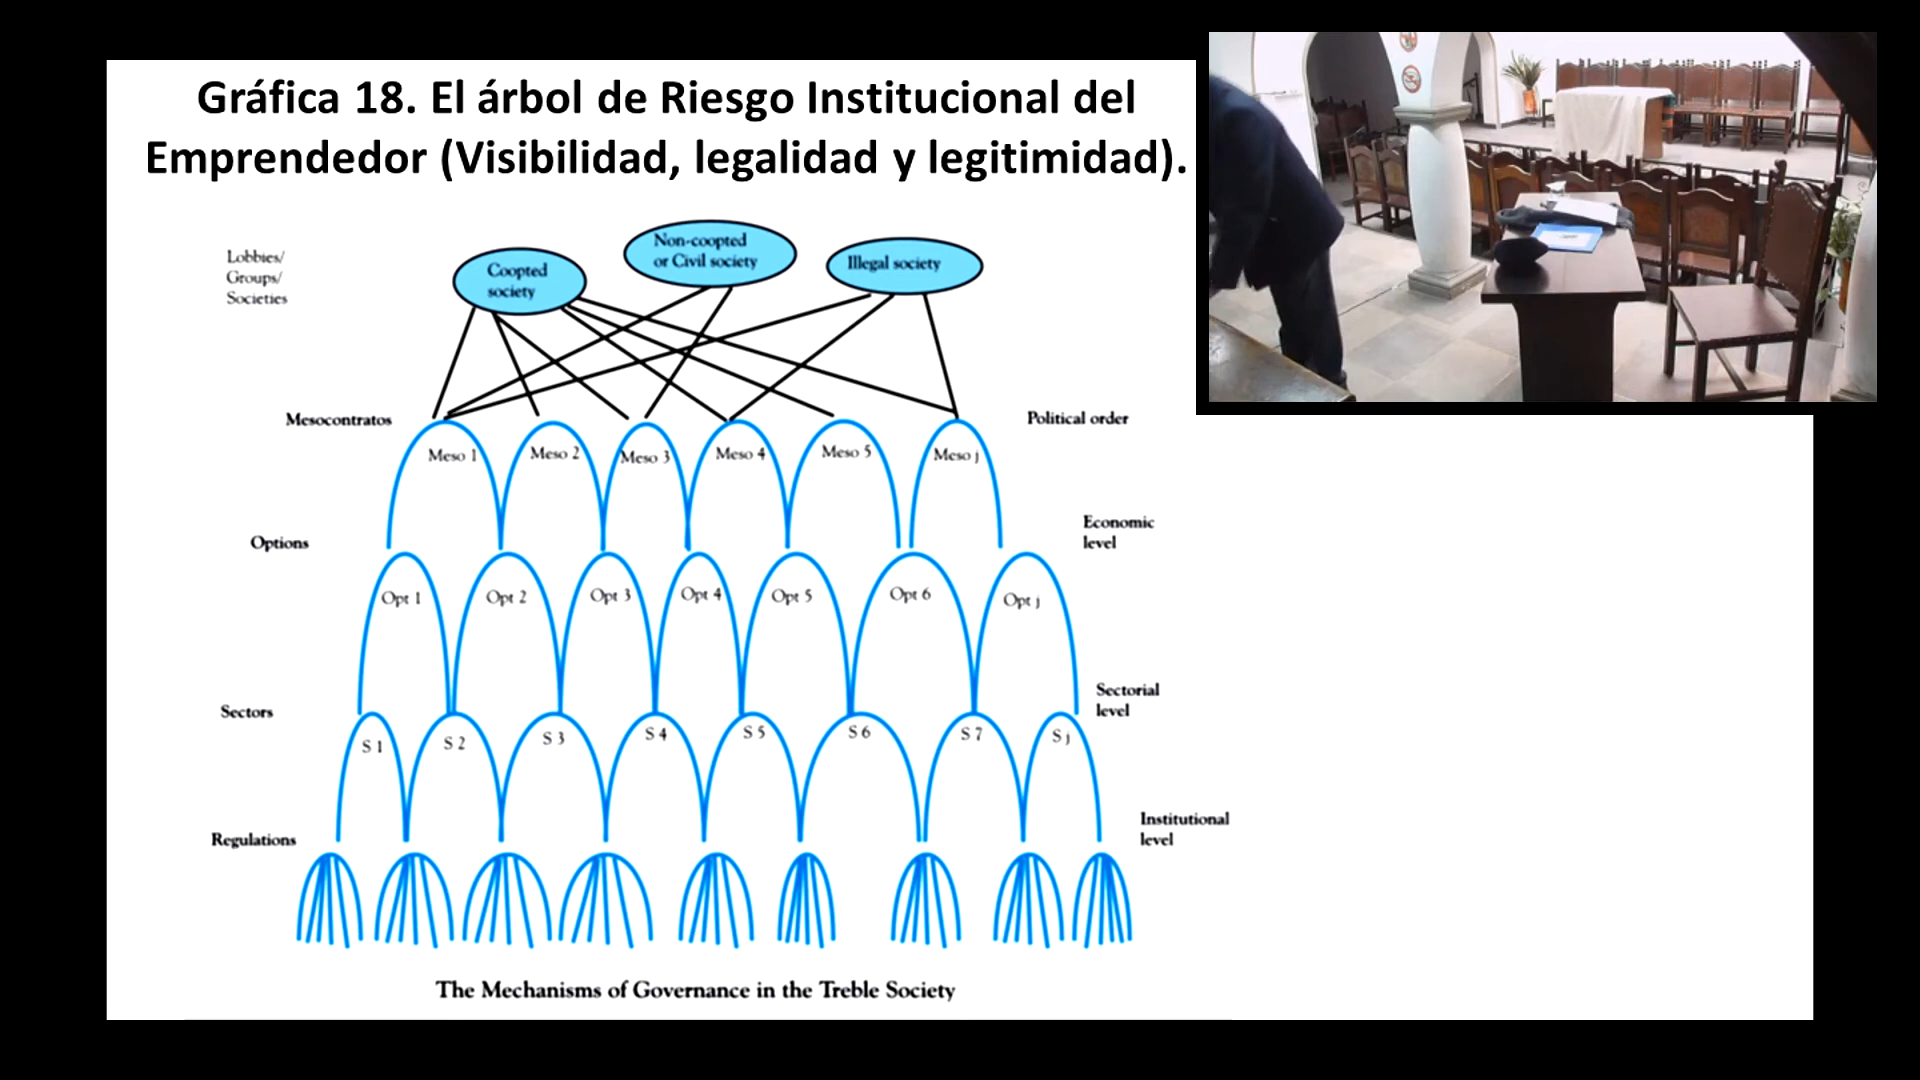 Gráfica 18. El árbol de Riesgo Institucional del
Emprendedor (Visibilidad, legalidad y legitimidad).
Lobbies/
Groups/
Societies
Coopted
society
Non-coopted
or Civil society
Illegal society
Mesocontratos
Political order
Meso 1
Meso 2
Meso 3
Meso 4
Meso 5
Meso j
Options
Economic
level
Opt 1
Opt 2
Opt 3
Opt 4
Opt 5
Opt 6
Opt j
Sectors
Sectorial
level
S 1
S 2
S 3
S 4
S 5
S 6
S 7
S j
Regulations
Institutional
level
The Mechanisms of Governance in the Treble Society